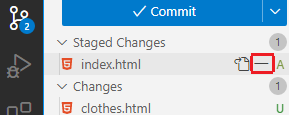 Commit
2
Staged Changes 1
index.html A
Changes 1
clothes.html U